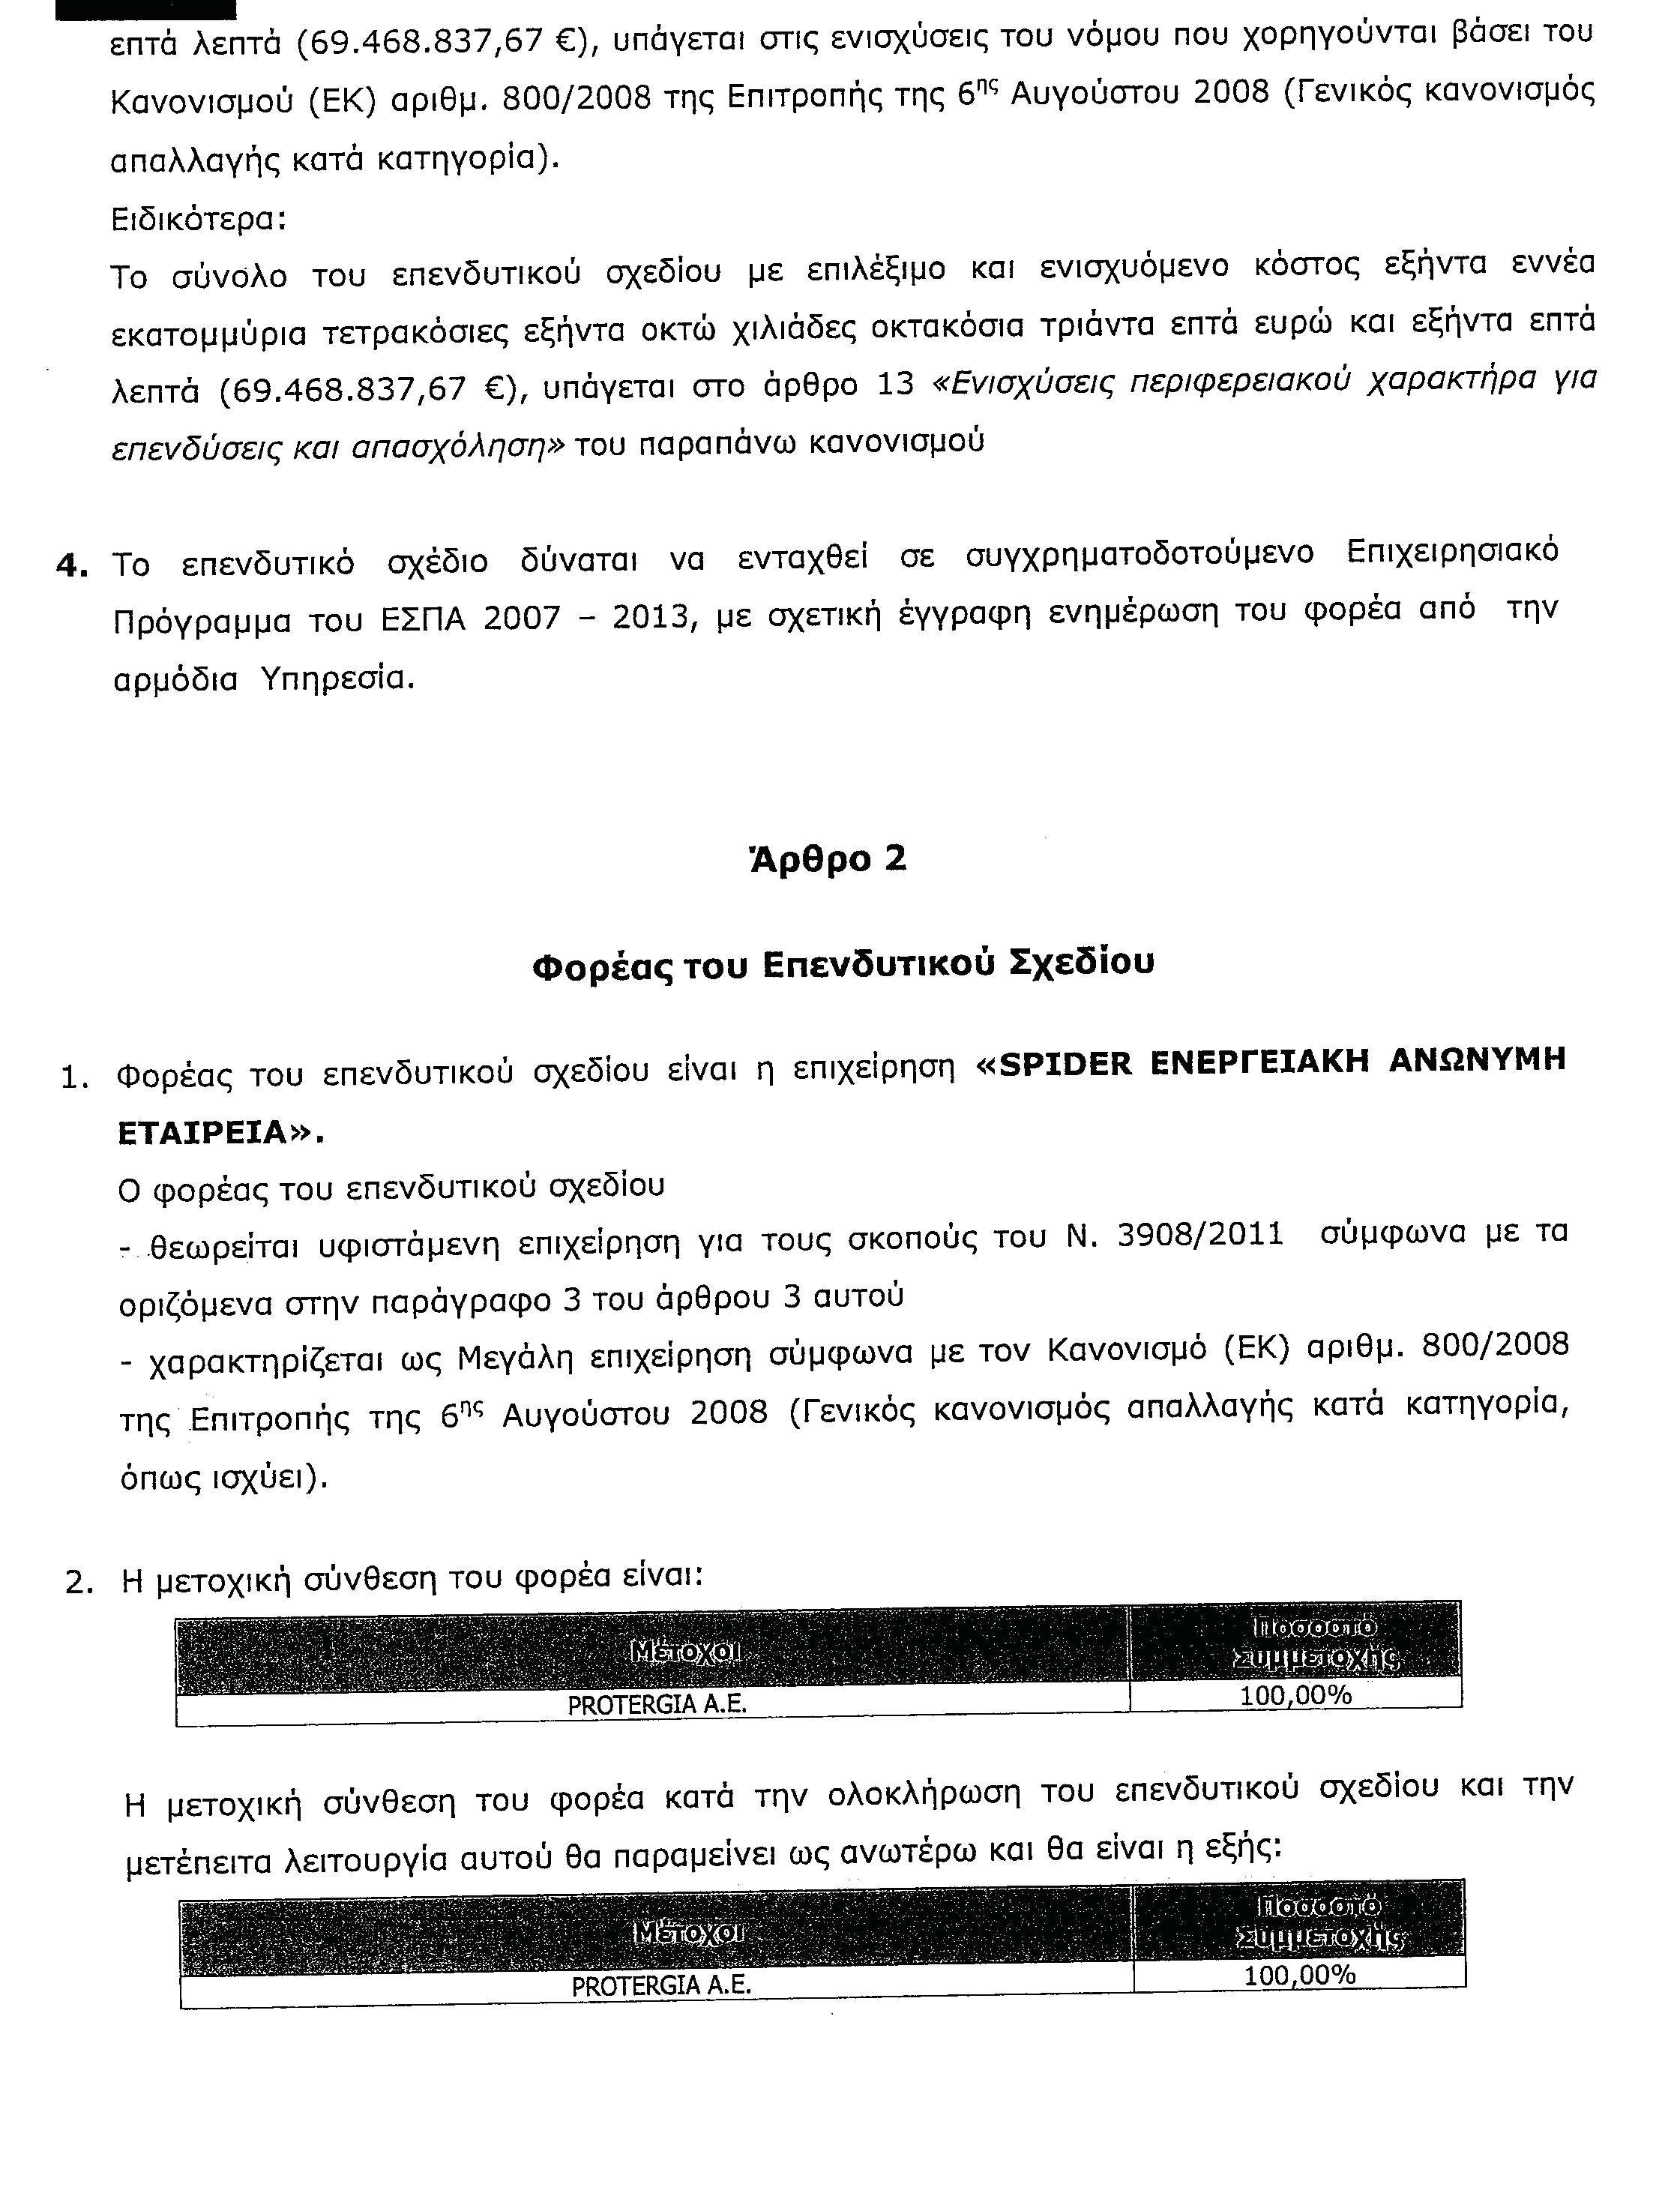 επτά λεπτά (69.468.837,67 €), υπάγεται στις ενισχύσεις του νόμου που χορηγούνται βάσει του
Κανονισμού (ΕΚ) αριθμ. 800/2008 της Επιτροπής της 6ης Αυγούστου 2008 (Γενικός κανονισμός
απαλλαγής κατά κατηγορία).
Ειδικότερα:
Το σύνολο του επενδυτικού σχεδίου με επιλέξιμο και ενισχυόμενο κόστος εξήντα εννέα
εκατομμύρια τετρακόσιες εξήντα οκτώ χιλιάδες οκτακόσια τριάντα επτά ευρώ και εξήντα επτά
λεπτά (69.468.837,67 €), υπάγεται στο άρθρο 13 «Ενισχύσεις περιφερειακού χαρακτήρα για
επενδύσεις και απασχόληση» του παραπάνω κανονισμού
4. Το επενδυτικό σχέδιο δύναται να ενταχθεί σε συγχρηματοδοτούμενο Επιχειρησιακό
Πρόγραμμα του ΕΣΠΑ 2007 – 2013, με σχετική έγγραφη ενημέρωση του φορέα από την
αρμόδια Υπηρεσία.
Άρθρο 2
Φορέας του Επενδυτικού Σχεδίου
1. Φορέας του επενδυτικού σχεδίου είναι η επιχείρηση «SPIDER ΕΝΕΡΓΕΙΑΚΗ ΑΝΩΝΥΜΗ
ΕΤΑΙΡΕΙΑ».
Ο φορέας του επενδυτικού σχεδίου
- θεωρείται υφιστάμενη επιχείρηση για τους σκοπούς του Ν. 3908/2011 σύμφωνα με τα
οριζόμενα στην παράγραφο 3 του άρθρου 3 αυτού
- χαρακτηρίζεται ως Μεγάλη επιχείρηση σύμφωνα με τον Κανονισμό (ΕΚ) αριθμ. 800/2008
της Επιτροπής της 6ης Αυγούστου 2008 (Γενικός κανονισμός απαλλαγής κατά κατηγορία,
όπως ισχύει).
2. Η μετοχική σύνθεση του φορέα είναι:
Μέτοχοι Ποσοστό
Συμμετοχής
PROTERGIA Α.Ε. 100,00%
Η μετοχική σύνθεση του φορέα κατά την ολοκλήρωση του επενδυτικού σχεδίου και την
μετέπειτα λειτουργία αυτού θα παραμείνει ως ανωτέρω και θα είναι η εξής:
Μέτοχοι Ποσοστό
Συμμετοχής
PROTERGIA Α.Ε. 100,00%